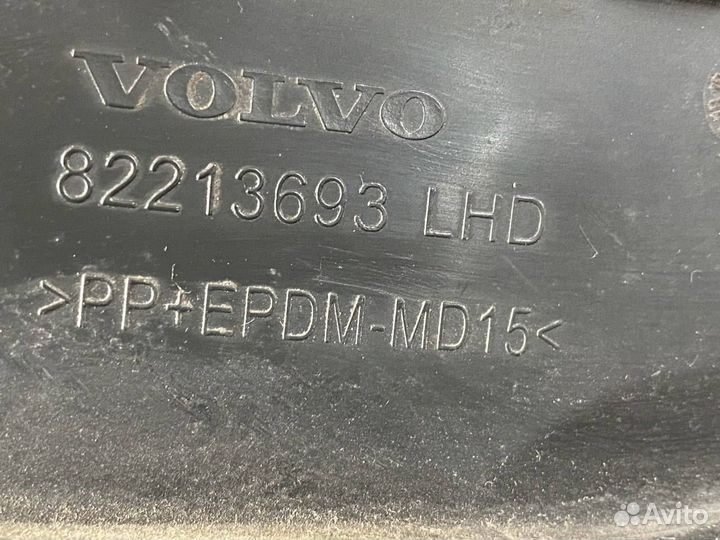 VOLVO
82213693 LHD
>PP+EPDM-MD15<
Avito